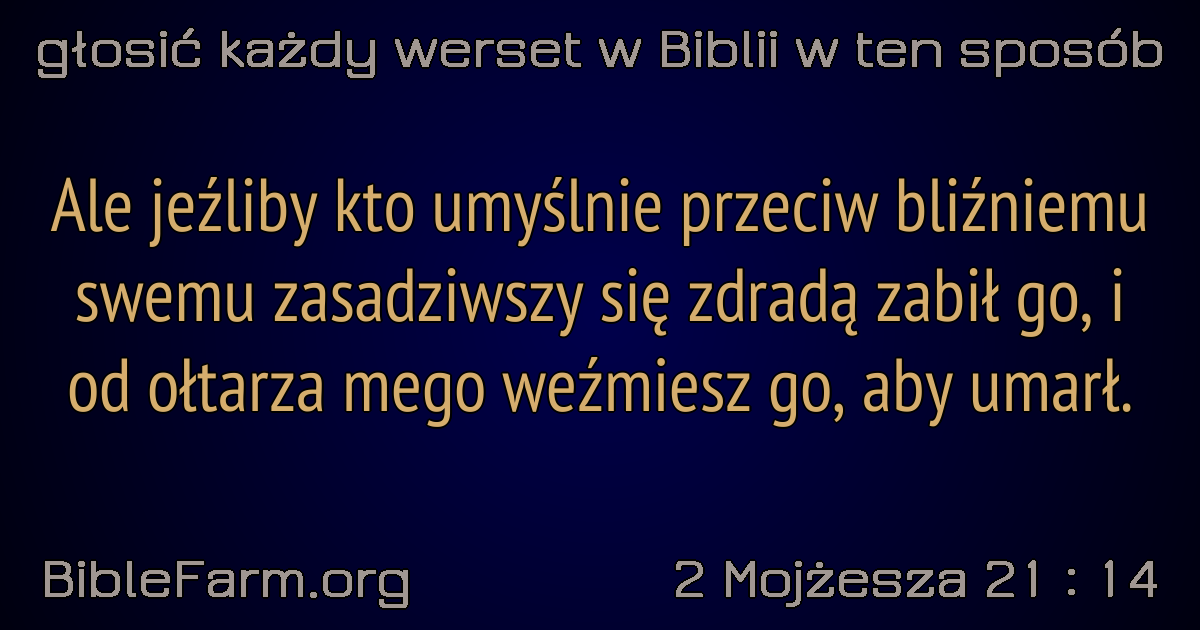 głosić każdy werset w Biblii w ten sposób
Ale jeźliby kto umyślnie przeciw bliźniemu
swemu zasadziwszy się zdradą zabił go, i
od ołtarza mego weźmiesz go, aby umarł.
BibleFarm.org
2 Mojżesza 21 : 14